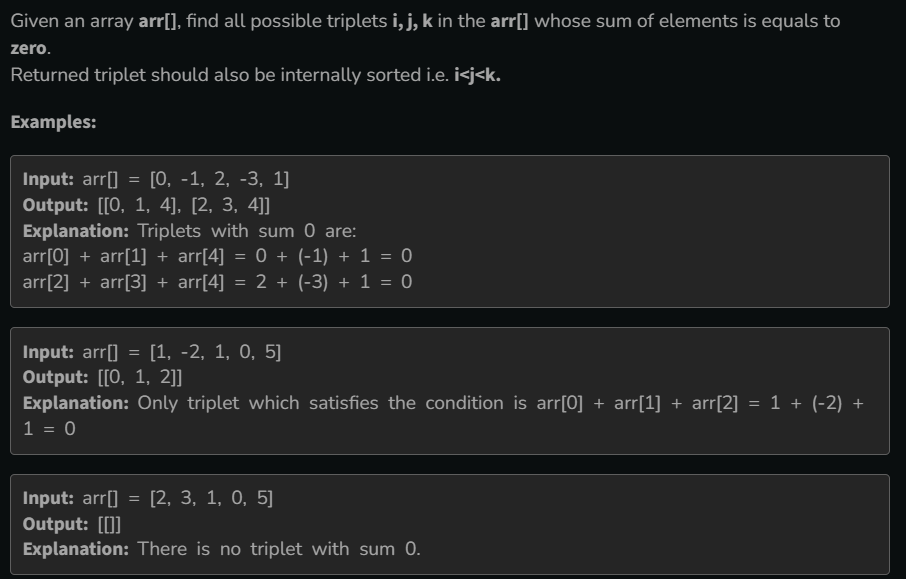 Given an array arr[], find all possible triplets i, j, k in the arr[] whose sum of elements is equals to
zero.
Returned triplet should also be internally sorted i.e. i<j<k.
Examples:
Input: arr[] = [0, -1, 2, -3, 1]
Output: [[0, 1, 4], [2, 3, 4]]
Explanation: Triplets with sum 0 are:
arr[0] + arr[1] + arr[4] = 0 + (-1) + 1 = 0
arr[2] + arr[3] + arr[4] = 2 + (-3) + 1 = 0
Input: arr[] = [1, -2, 1, 0, 5]
Output: [[0, 1, 2]]
Explanation: Only triplet which satisfies the condition is arr[0] + arr[1] + arr[2] = 1 + (-2) +
1 = 0
Input: arr[] = [2, 3, 1, 0, 5]
Output: [[]]
Explanation: There is no triplet with sum 0.